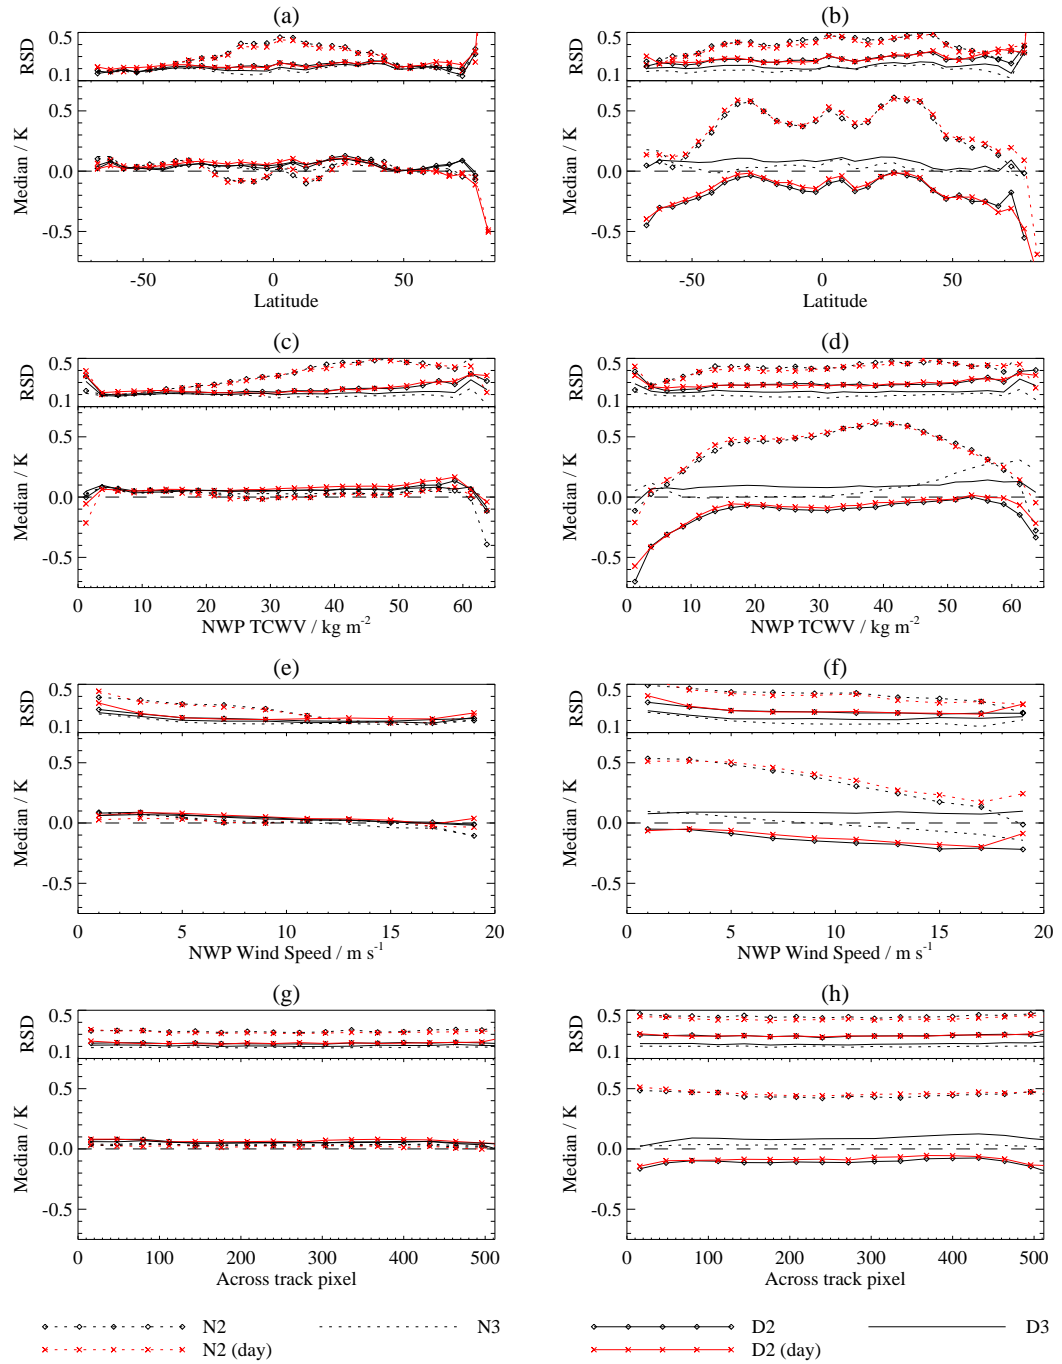 (a)
(b)
RSD
0.5
0.1
Median / K
0.5
0.0
-0.5
-50
0
50
Latitude
RSD
0.5
0.1
Median / K
0.5
0.0
-0.5
-50
0
50
Latitude
(c)
(d)
RSD
0.5
0.1
Median / K
0.5
0.0
-0.5
0 10 20 30 40 50 60
NWP TCWV / kg m⁻²
RSD
0.5
0.1
Median / K
0.5
0.0
-0.5
0 10 20 30 40 50 60
NWP TCWV / kg m⁻²
(e)
(f)
RSD
0.5
0.1
Median / K
0.5
0.0
-0.5
0 5 10 15 20
NWP Wind Speed / m s⁻¹
RSD
0.5
0.1
Median / K
0.5
0.0
-0.5
0 5 10 15 20
NWP Wind Speed / m s⁻¹
(g)
(h)
RSD
0.5
0.1
Median / K
0.5
0.0
-0.5
0 100 200 300 400 500
Across track pixel
RSD
0.5
0.1
Median / K
0.5
0.0
-0.5
0 100 200 300 400 500
Across track pixel
N2
N3
D2
D3
N2 (day)
D2 (day)